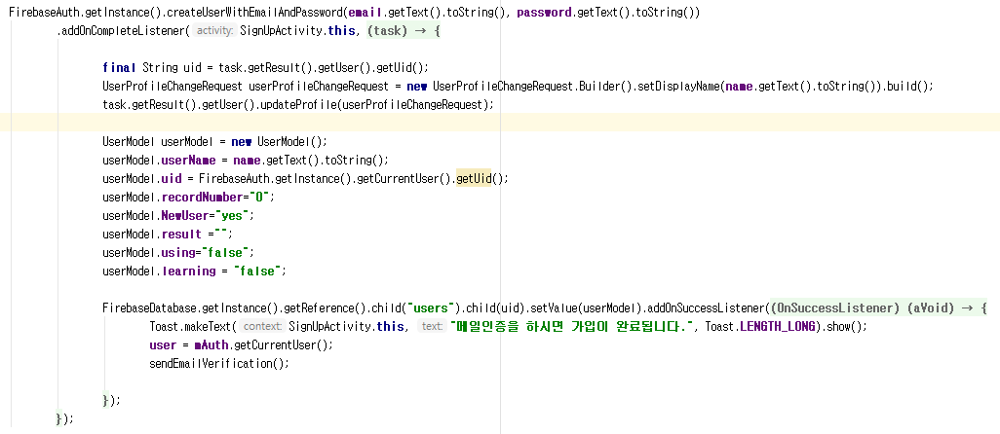 FirebaseAuth.getInstance().createUserWithEmailAndPassword(email.getText().toString(), password.getText().toString())
.addOnCompleteListener( activity: SignUpActivity.this, (task) → {
final String uid = task.getResult().getUser().getUid();
UserProfileChangeRequest userProfileChangeRequest = new UserProfileChangeRequest.Builder().setDisplayName(name.getText().toString()).build();
task.getResult().getUser().updateProfile(userProfileChangeRequest);
UserModel userModel = new UserModel();
userModel.userName = name.getText().toString();
userModel.uid = FirebaseAuth.getInstance().getCurrentUser().getUid();
userModel.recordNumber="0";
userModel.NewUser="yes";
userModel.result ="";
userModel.using="false";
userModel.learning = "false";
FirebaseDatabase.getInstance().getReference().child("users").child(uid).setValue(userModel).addOnSuccessListener((OnSuccessListener) (aVoid) → {
Toast.makeText( context: SignUpActivity.this, text: "메일인증을 하시면 가입이 완료됩니다.", Toast.LENGTH_LONG).show();
user = mAuth.getCurrentUser();
sendEmailVerification();
});
});